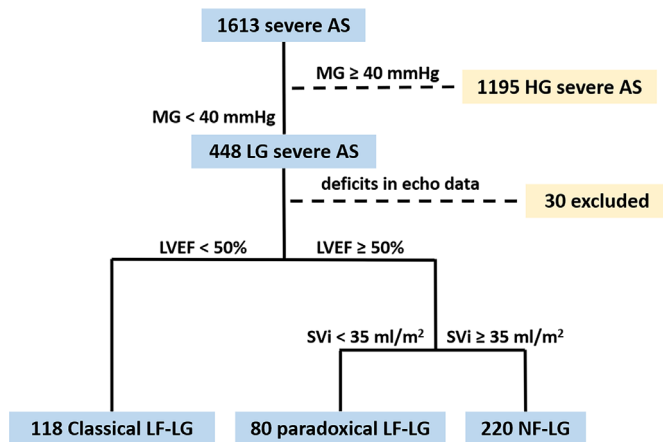 1613 severe AS
MG ≥ 40 mmHg
1195 HG severe AS
MG < 40 mmHg
448 LG severe AS
deficits in echo data
30 excluded
LVEF < 50%
LVEF ≥ 50%
SVi < 35 ml/m²
SVi ≥ 35 ml/m²
118 Classical LF-LG
80 paradoxical LF-LG
220 NF-LG